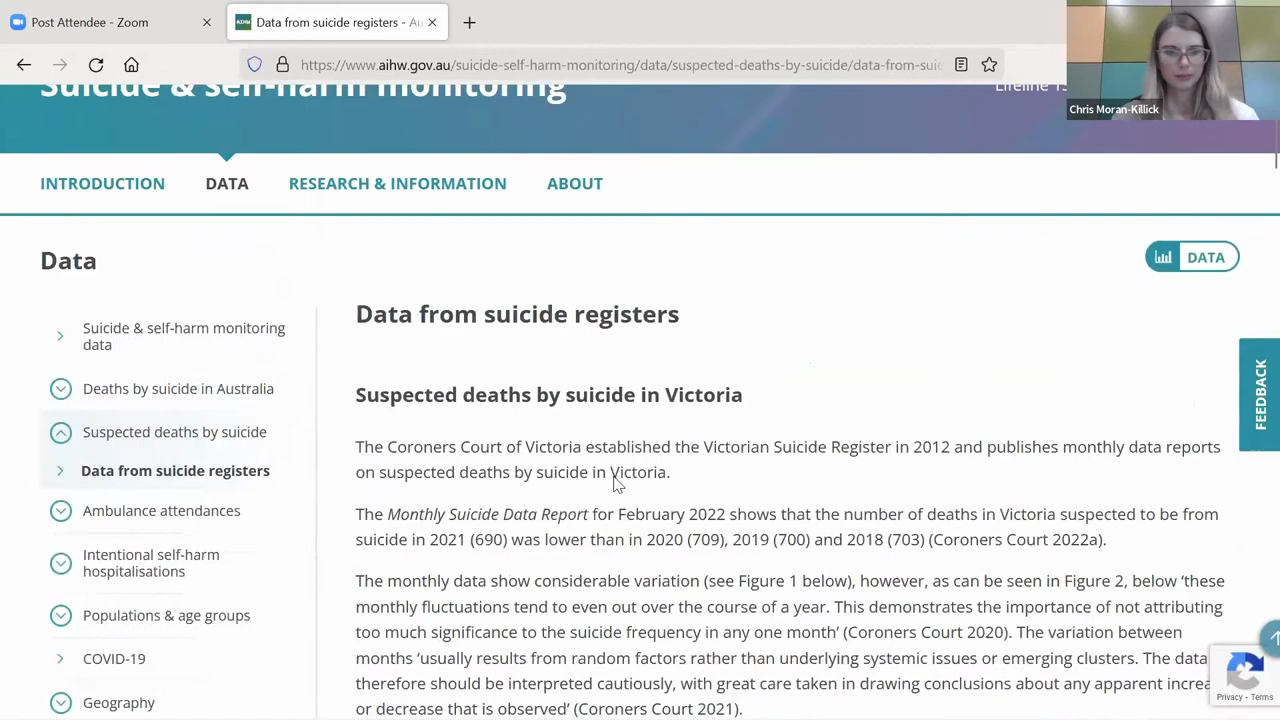 Post Attendee - Zoom
Data from suicide registers - Au
https://www.aihw.gov.au/suicide-self-harm-monitoring/data/suspected-deaths-by-suicide/data-from-suic
Chris Moran-Killick
Suicide & self-harm monitoring
Lifeline 13
INTRODUCTION
DATA
RESEARCH & INFORMATION
ABOUT
Data
DATA
Suicide & self-harm monitoring
data
Deaths by suicide in Australia
Suspected deaths by suicide
Data from suicide registers
Ambulance attendances
Intentional self-harm
hospitalisations
Populations & age groups
COVID-19
Geography
Data from suicide registers
Suspected deaths by suicide in Victoria
The Coroners Court of Victoria established the Victorian Suicide Register in 2012 and publishes monthly data reports
on suspected deaths by suicide in Victoria.
The Monthly Suicide Data Report for February 2022 shows that the number of deaths in Victoria suspected to be from
suicide in 2021 (690) was lower than in 2020 (709), 2019 (700) and 2018 (703) (Coroners Court 2022a).
The monthly data show considerable variation (see Figure 1 below), however, as can be seen in Figure 2, below ‘these
monthly fluctuations tend to even out over the course of a year. This demonstrates the importance of not attributing
too much significance to the suicide frequency in any one month’ (Coroners Court 2020). The variation between
months ‘usually results from random factors rather than underlying systemic issues or emerging clusters. The data
therefore should be interpreted cautiously, with great care taken in drawing conclusions about any apparent increa
or decrease that is observed’ (Coroners Court 2021).
FEEDBACK
Privacy - Terms